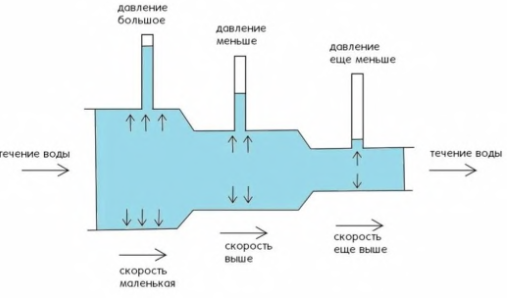 давление
большое
давление
меньше
давление
еще меньше
течение воды
течение воды
скорость
маленькая
скорость
выше
скорость
еще выше